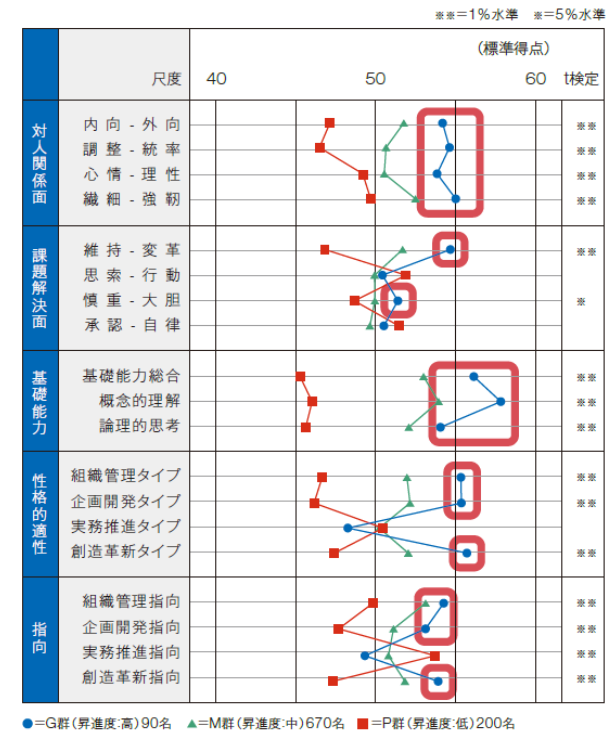 ※※＝1％水準　※＝5％水準
（標準得点）
尺度　40　50　60　t検定
対人関係面
内向 - 外向　※※
調整 - 統率　※※
心情 - 理性　※※
繊細 - 強靭　※※
課題解決面
維持 - 変革　※※
思索 - 行動
慎重 - 大胆　※
承認 - 自律
基礎能力
基礎能力総合　※※
概念的理解　※※
論理的思考　※※
性格的適性
組織管理タイプ　※※
企画開発タイプ　※※
実務推進タイプ
創造革新タイプ　※※
指向
組織管理指向　※※
企画開発指向　※※
実務推進指向　※※
創造革新指向　※※
●＝G群（昇進度:高）90名　▲＝M群（昇進度:中）670名　■＝P群（昇進度:低）200名